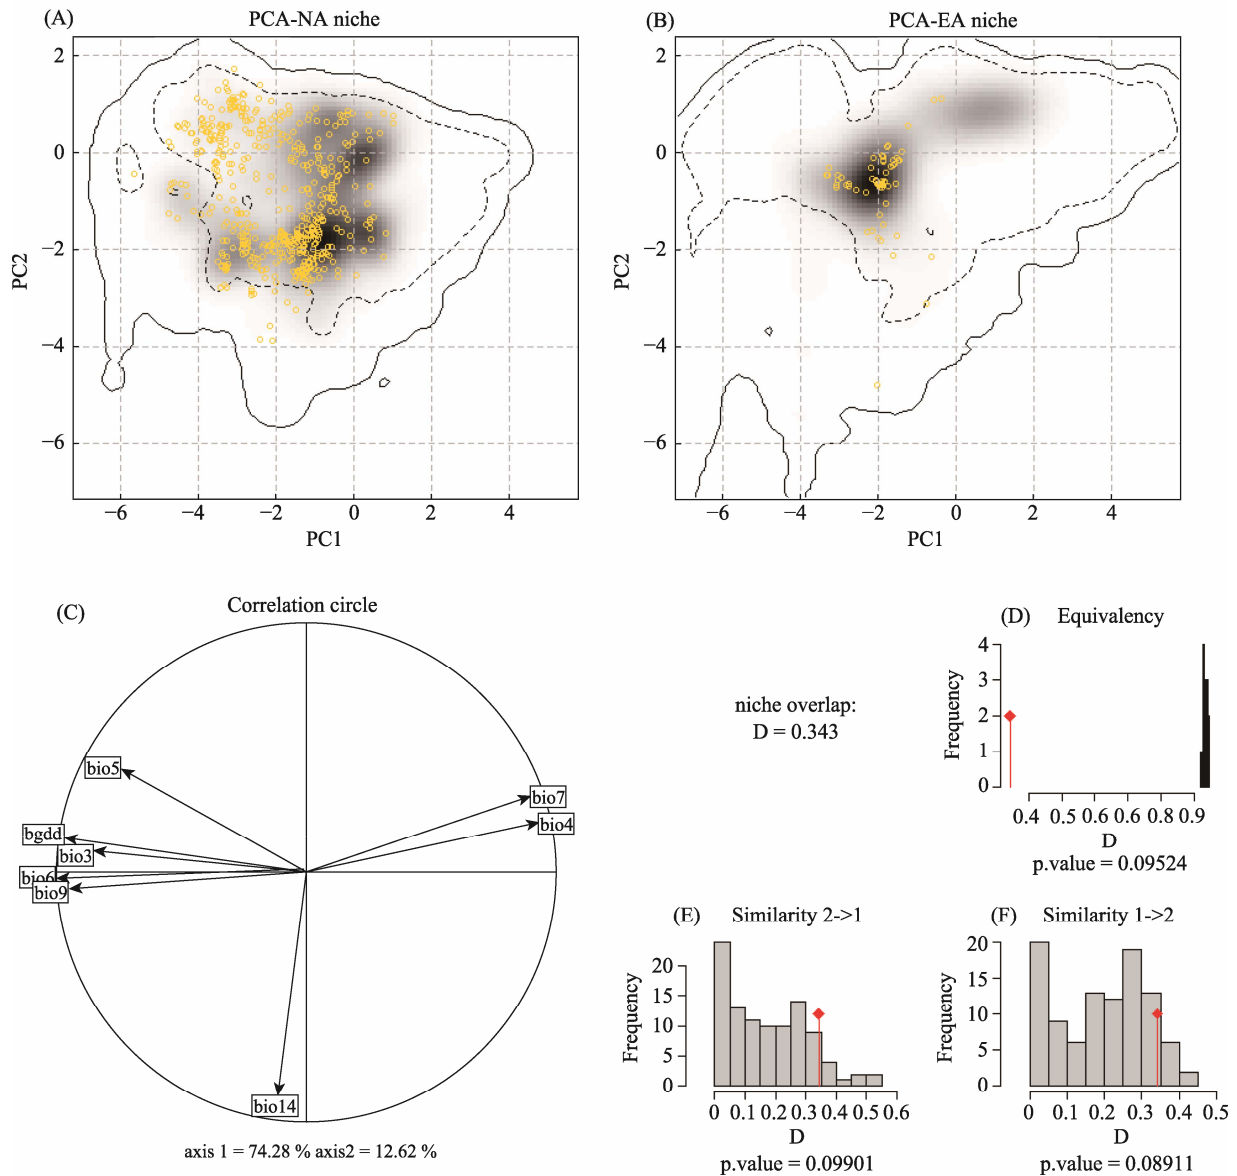 (A) PCA-NA niche
2
0
−2
−4
−6
PC2
−6 −4 −2 0 2 4
PC1
(B) PCA-EA niche
2
0
−2
−4
−6
PC2
−6 −4 −2 0 2 4
PC1
(C) Correlation circle
bio5
bio7
bio4
bgdd
bio3
bio6
bio9
bio14
axis 1 = 74.28 % axis2 = 12.62 %
niche overlap:
D = 0.343
(D) Equivalency
4
3
2
1
0
Frequency
0.4 0.5 0.6 0.8 0.9
D
p.value = 0.09524
(E) Similarity 2->1
20
15
10
5
0
Frequency
0 0.1 0.2 0.3 0.4 0.5 0.6
D
p.value = 0.09901
(F) Similarity 1->2
20
15
10
5
0
Frequency
0 0.1 0.2 0.3 0.4 0.5
D
p.value = 0.08911